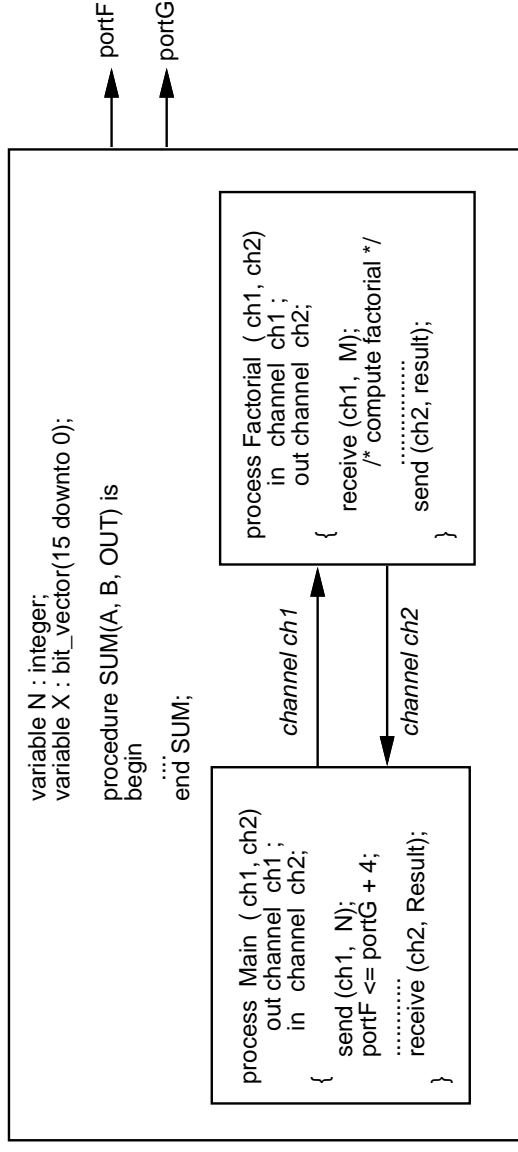 variable N : integer;
variable X : bit_vector(15 downto 0);
procedure SUM(A, B, OUT) is
begin
....
end SUM;
process Main ( ch1, ch2)
out channel ch1 ;
in channel ch2;
{
send (ch1, N);
portF <= portG + 4;
.............
receive (ch2, Result);
}
channel ch1
channel ch2
process Factorial ( ch1, ch2)
in channel ch1 ;
out channel ch2;
{
receive (ch1, M);
/* compute factorial */
................
send (ch2, result);
}
portF
portG